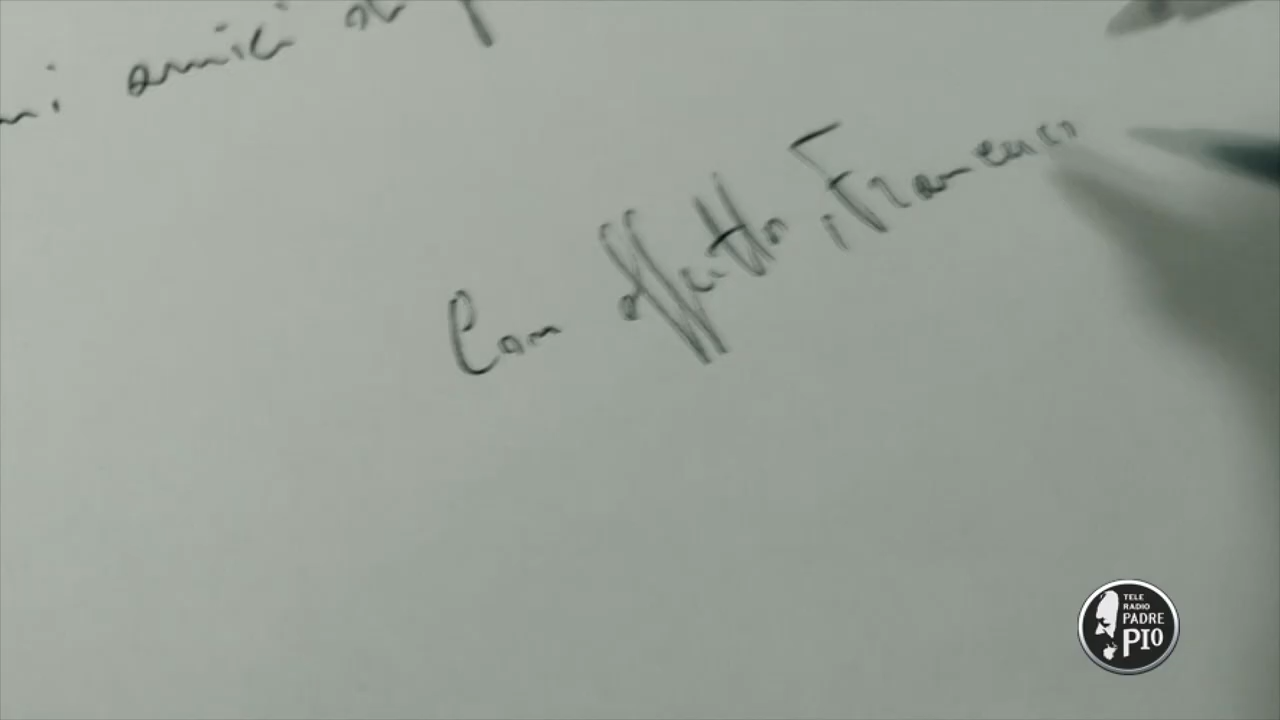 amici
Con affetto, Francesco
TELE
RADIO
PADRE
PIO